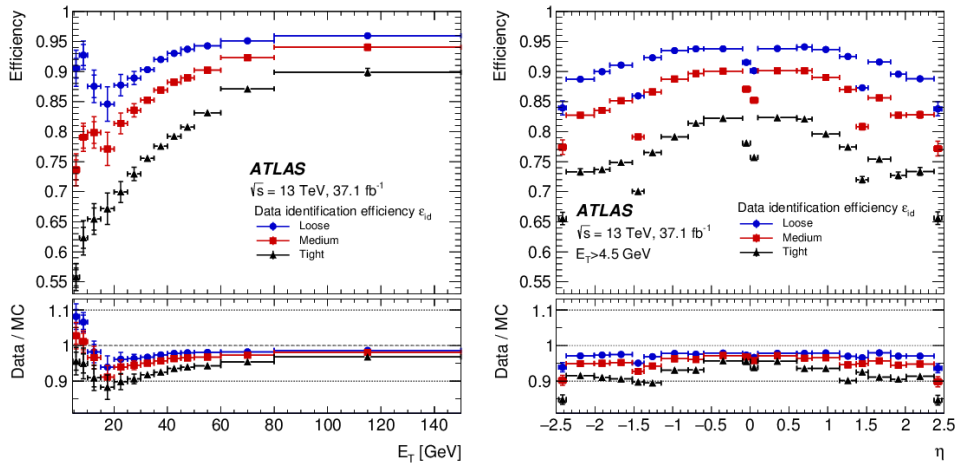 Efficiency
0.95
0.9
0.85
0.8
0.75
0.7
0.65
0.6
0.55
ATLAS
√s = 13 TeV, 37.1 fb⁻¹
Data identification efficiency ε_id
Loose
Medium
Tight
Data / MC
1.1
1
0.9
20 40 60 80 100 120 140
E_T [GeV]
Efficiency
0.95
0.9
0.85
0.8
0.75
0.7
0.65
0.6
0.55
ATLAS
√s = 13 TeV, 37.1 fb⁻¹
E_T>4.5 GeV
Data identification efficiency ε_id
Loose
Medium
Tight
Data / MC
1.1
1
0.9
−2.5 −2 −1.5 −1 −0.5 0 0.5 1 1.5 2 2.5
η